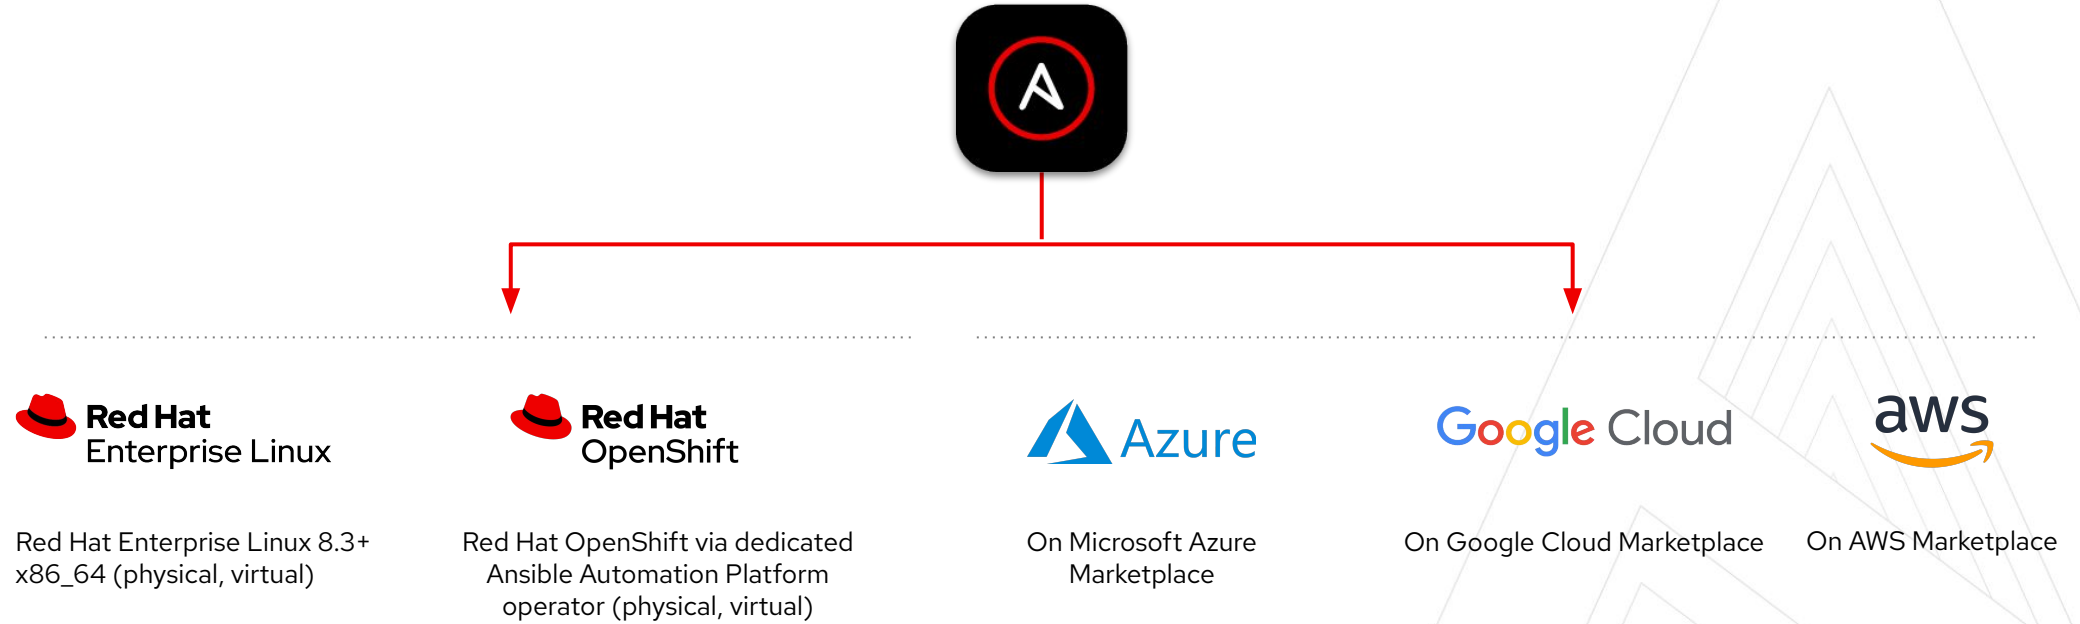 Red Hat
Enterprise Linux
Red Hat Enterprise Linux 8.3+
x86_64 (physical, virtual)
Red Hat
OpenShift
Red Hat OpenShift via dedicated
Ansible Automation Platform
operator (physical, virtual)
Azure
On Microsoft Azure
Marketplace
Google Cloud
On Google Cloud Marketplace
aws
On AWS Marketplace